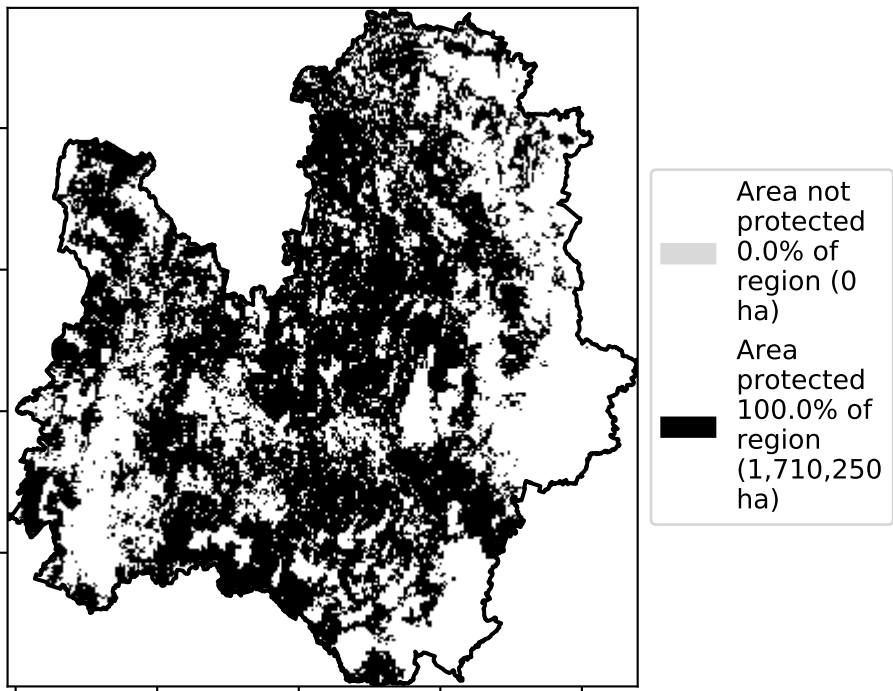 Area not
protected
0.0% of
region (0
ha)
Area
protected
100.0% of
region
(1,710,250
ha)